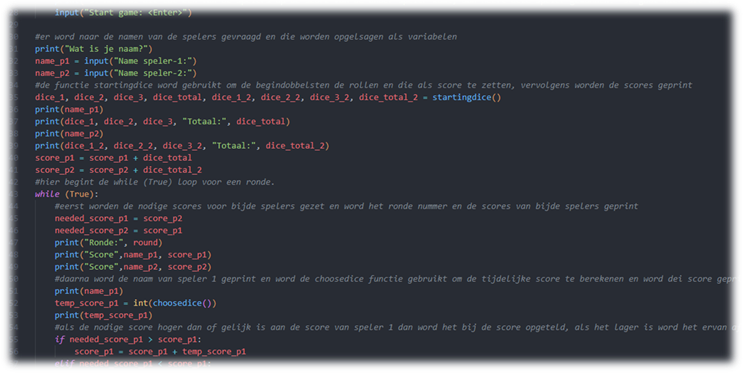 input("Start game: <Enter>")
#er word naar de namen van de spelers gevraagd en die worden opgelsagen als variabelen
print("Wat is je naam?")
name_p1 = input("Name speler-1:")
name_p2 = input("Name speler-2:")
#de functie startingdice word gebruikt om de begindobbelsten de rollen en die als score te zetten, vervolgens worden de scores geprint
dice_1, dice_2, dice_3, dice_total, dice_1_2, dice_2_2, dice_3_2, dice_total_2 = startingdice()
print(name_p1)
print(dice_1, dice_2, dice_3, "Totaal:", dice_total)
print(name_p2)
print(dice_1_2, dice_2_2, dice_3_2, "Totaal:", dice_total_2)
score_p1 = score_p1 + dice_total
score_p2 = score_p2 + dice_total_2
#hier begint de while (True) loop voor een ronde.
while (True):
#eerst worden de nodige scores voor bijde spelers gezet en word het ronde nummer en de scores van bijde spelers geprint
needed_score_p1 = score_p2
needed_score_p2 = score_p1
print("Ronde:", round)
print("Score",name_p1, score_p1)
print("Score",name_p2, score_p2)
#daarna word de naam van speler 1 geprint en word de choosedice functie gebruikt om de tijdelijke score te berekenen en word dei score
print(name_p1)
temp_score_p1 = int(choosedice())
print(temp_score_p1)
#als de nodige score hoger dan of gelijk is aan de score van speler 1 dan word het bij de score opgeteld, als het lager is word het ervan
if needed_score_p1 > score_p1:
score_p1 = score_p1 + temp_score_p1
elif needed_score_p1 < score_p1: